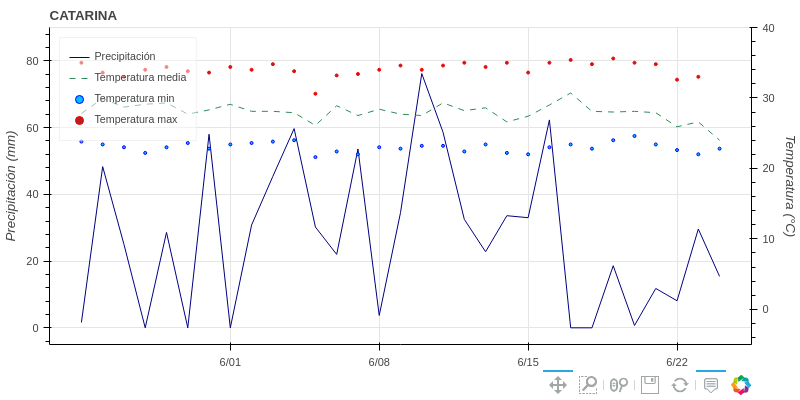 CATARINA
Precipitación
Temperatura media
Temperatura min
Temperatura max
Precipitación (mm)
80
60
40
20
0
Temperatura (°C)
40
30
20
10
0
6/01
6/08
6/15
6/22